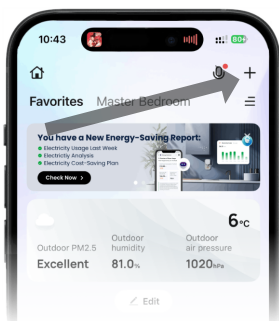 10:43
80+
Favorites Master Bedroom
You have a New Energy-Saving Report:
Electricity Usage Last Week
Electricity Analysis
Electricity Cost-Saving Plan
Check Now >
6°C
Outdoor PM2.5
Outdoor humidity
Outdoor air pressure
Excellent
81.0%
1020hPa
Edit